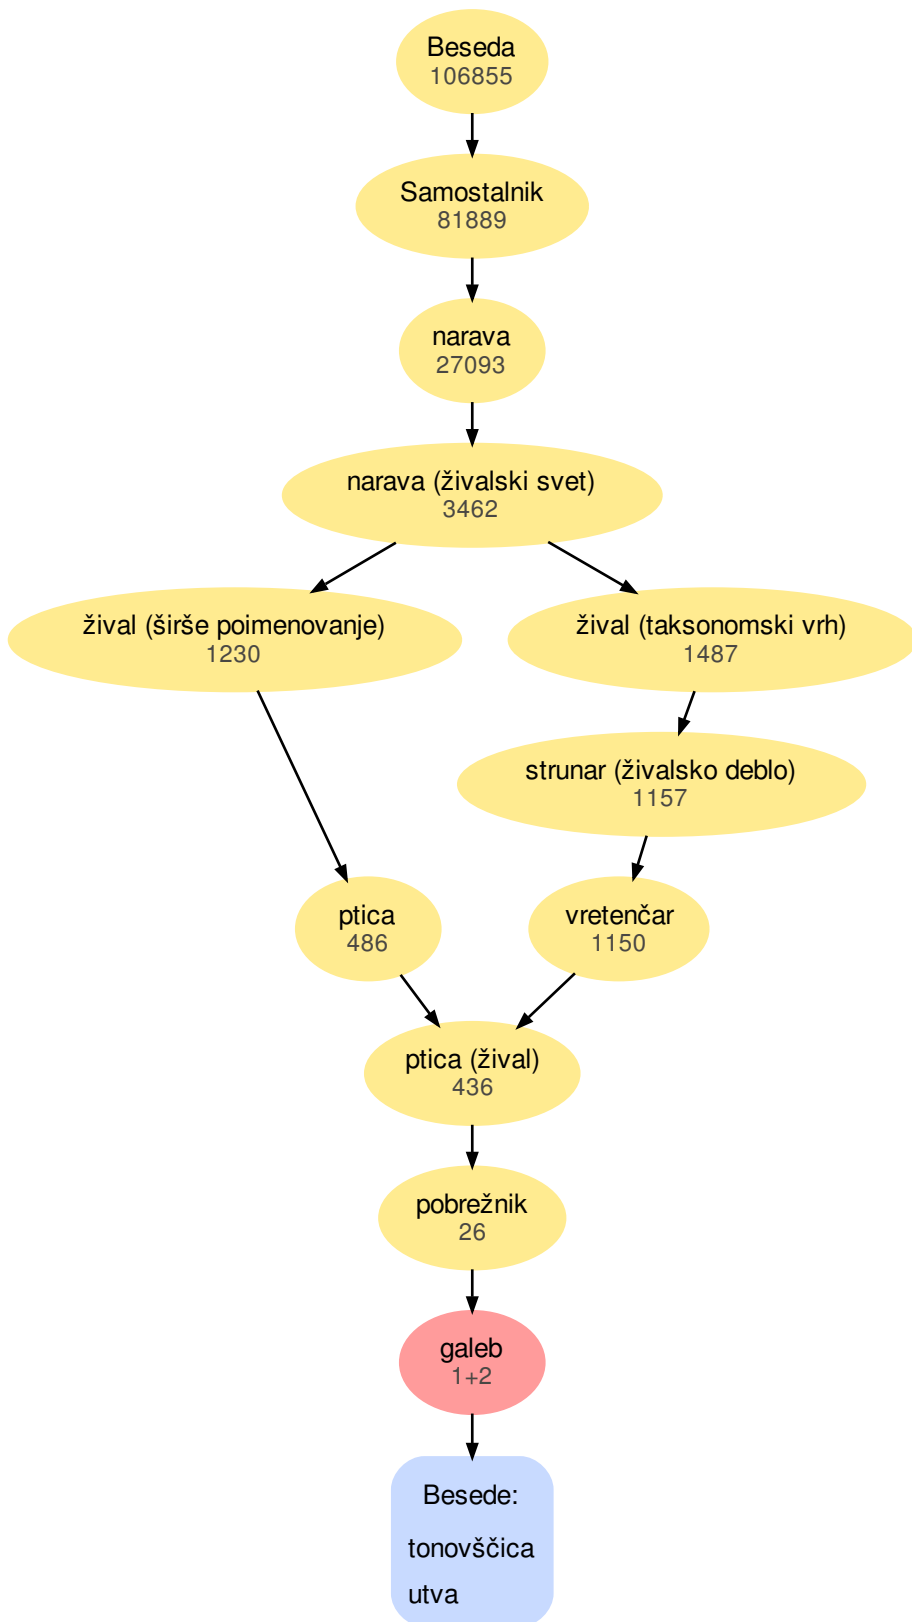 Beseda
106855
Samostalnik
81889
narava
27093
narava (živalski svet)
3462
žival (širše poimenovanje)
1230
žival (taksonomski vrh)
1487
strunar (živalsko deblo)
1157
ptica
486
vretenčar
1150
ptica (žival)
436
pobrežnik
26
galeb
1+2
Besede:
tonovščica
utva